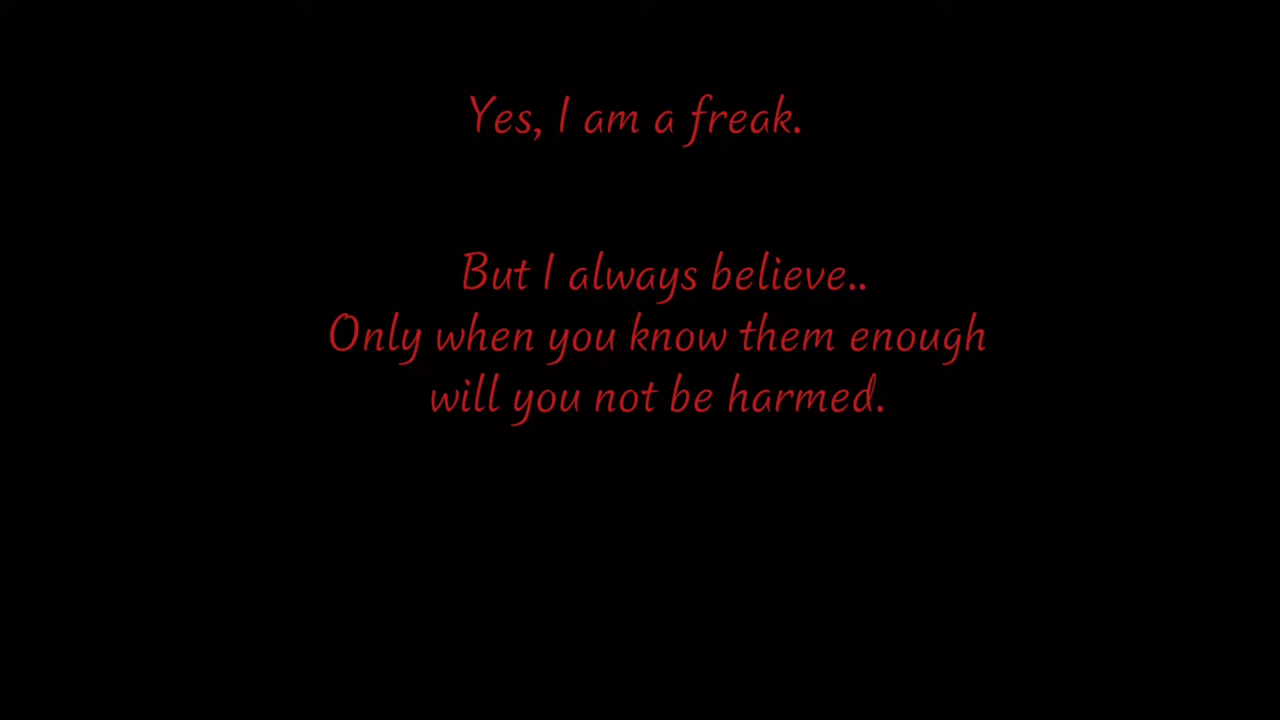 Yes, I am a freak.
But I always believe..
Only when you know them enough
will you not be harmed.